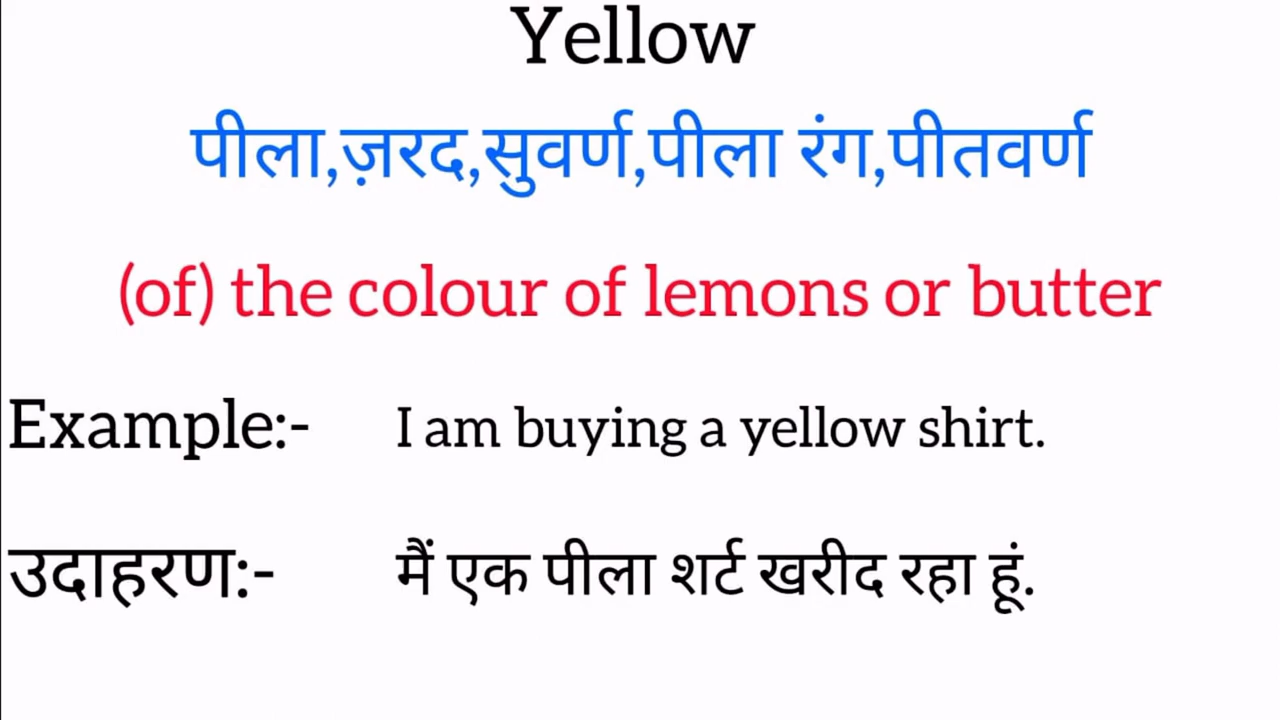 Yellow
पीला,ज़रद,सुवर्ण,पीला रंग,पीतवर्ण
(of) the colour of lemons or butter
Example:- I am buying a yellow shirt.
उदाहरण:- मैं एक पीला शर्ट खरीद रहा हूं.